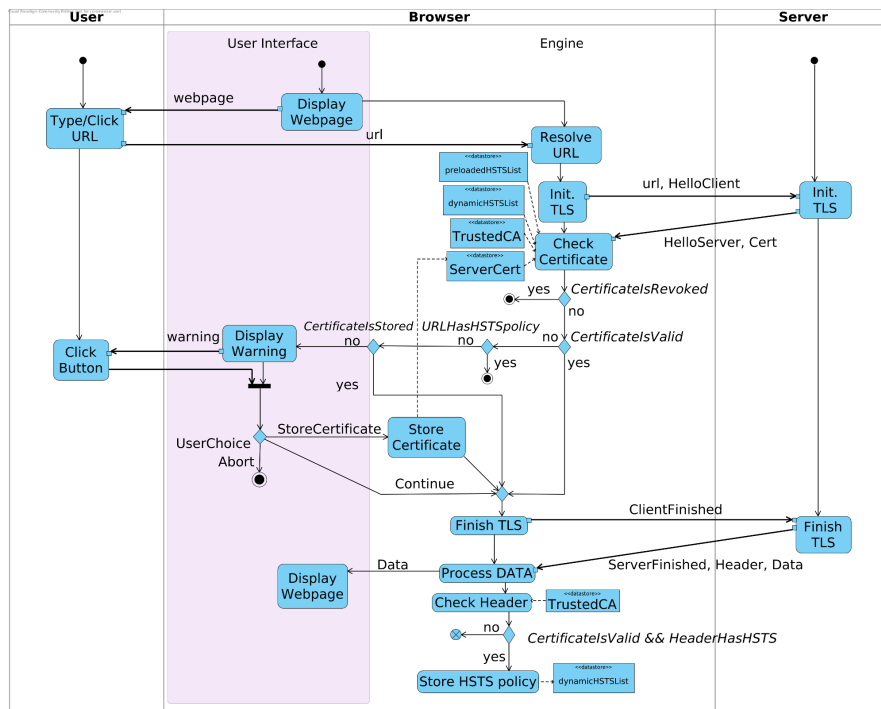 User
Browser
Server
User Interface
Engine
webpage
Type/Click
URL
Display
Webpage
url
Resolve
URL
<<datastore>>
preloadedHSTSList
<<datastore>>
dynamicHSTSList
<<datastore>>
TrustedCA
<<datastore>>
ServerCert
Init.
TLS
url, HelloClient
Init.
TLS
Check
Certificate
HelloServer, Cert
yes
CertificateIsRevoked
no
CertificateIsStored
URLHasHSTSpolicy
no
CertificateIsValid
warning
Display
Warning
no
no
yes
yes
Click
Button
yes
StoreCertificate
Store
Certificate
UserChoice
Abort
Continue
ClientFinished
Finish TLS
Finish
TLS
ServerFinished, Header, Data
Data
Process DATA
Display
Webpage
Check Header
<<datastore>>
TrustedCA
no
CertificateIsValid && HeaderHasHSTS
yes
Store HSTS policy
<<datastore>>
dynamicHSTSList